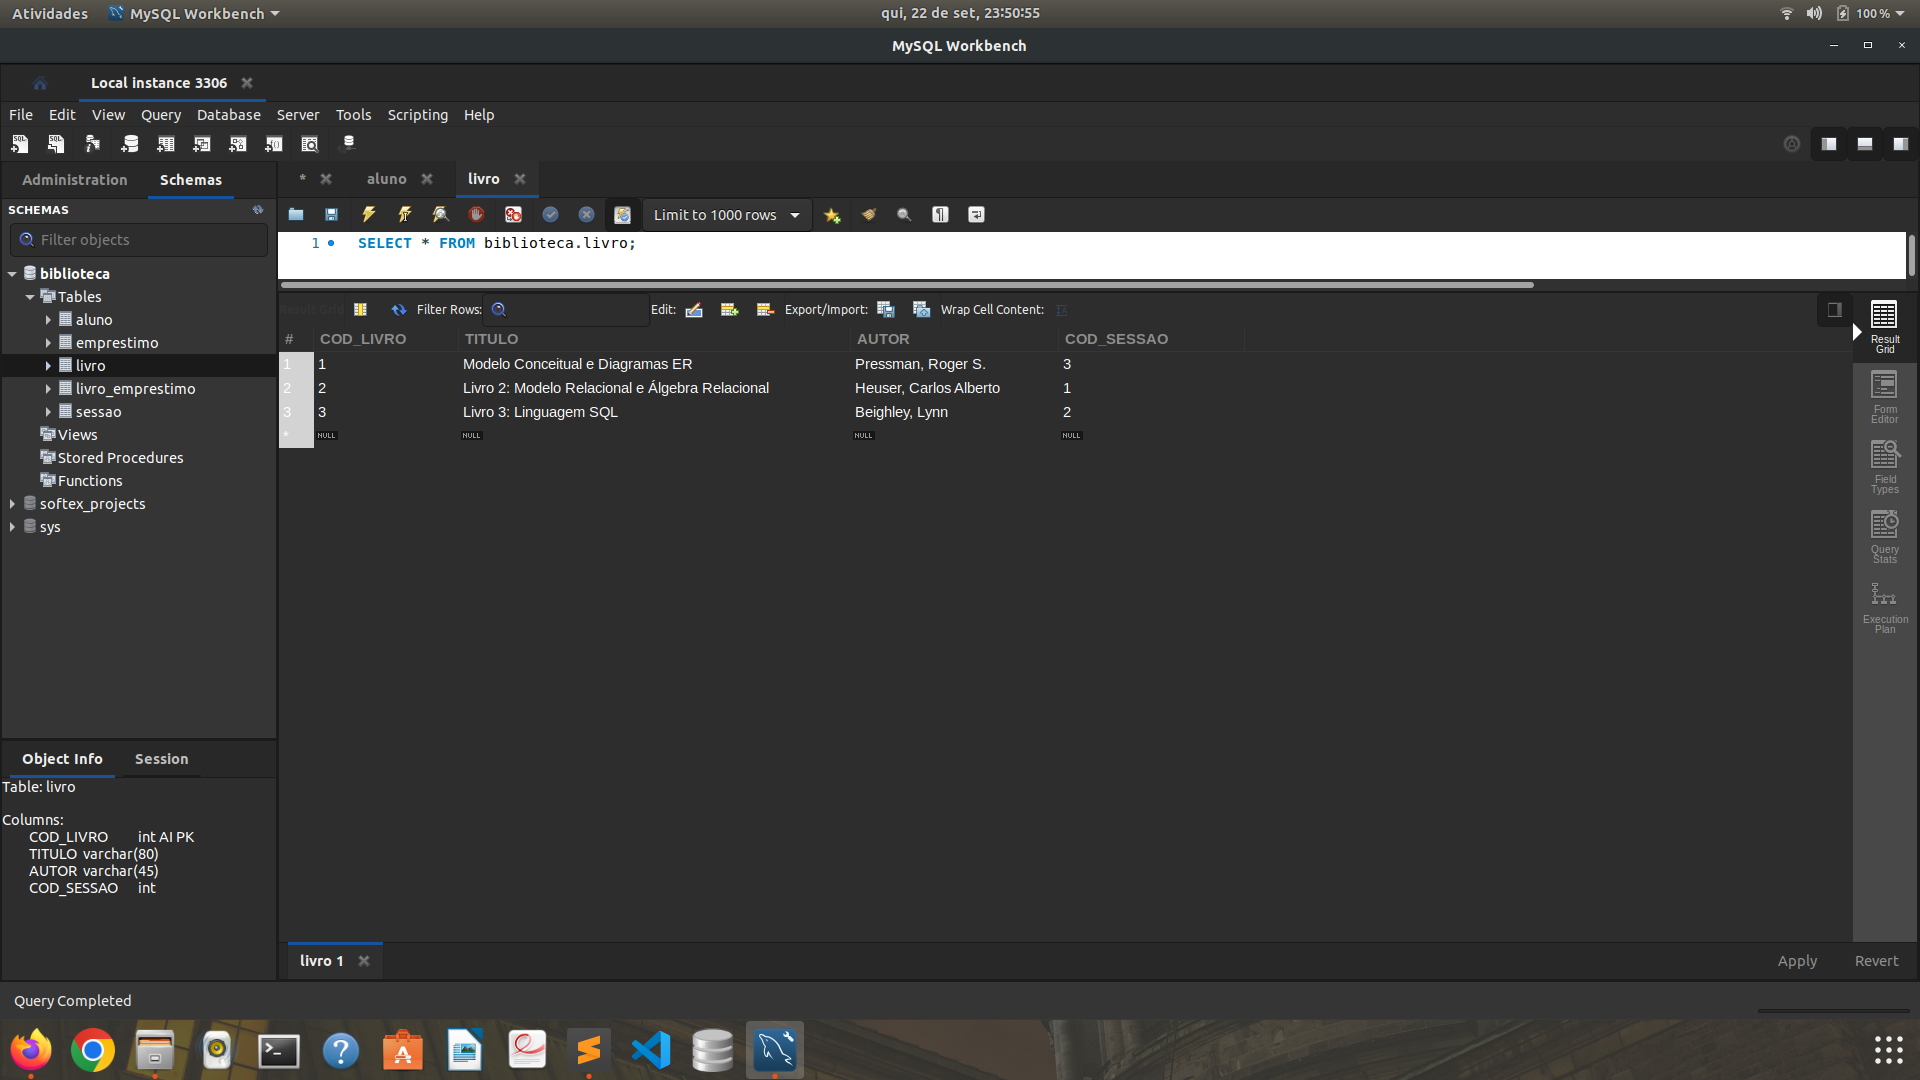 Atividades MySQL Workbench qui, 22 de set, 23:50:55 100 %
MySQL Workbench
Local instance 3306
File Edit View Query Database Server Tools Scripting Help
Administration Schemas
* aluno livro
SCHEMAS
Limit to 1000 rows
Filter objects
1 SELECT * FROM biblioteca.livro;
biblioteca
Tables
aluno
emprestimo
livro
livro_emprestimo
sessao
Views
Stored Procedures
Functions
softex_projects
sys
Result Grid Filter Rows: Edit: Export/Import: Wrap Cell Content:
# COD_LIVRO TITULO AUTOR COD_SESSAO
1 1 Modelo Conceitual e Diagramas ER Pressman, Roger S. 3
2 2 Livro 2: Modelo Relacional e Álgebra Relacional Heuser, Carlos Alberto 1
3 3 Livro 3: Linguagem SQL Beighley, Lynn 2
* NULL NULL NULL NULL
Result
Grid
Form
Editor
Field
Types
Query
Stats
Execution
Plan
Object Info Session
Table: livro
Columns:
COD_LIVRO int AI PK
TITULO varchar(80)
AUTOR varchar(45)
COD_SESSAO int
livro 1 Apply Revert
Query Completed